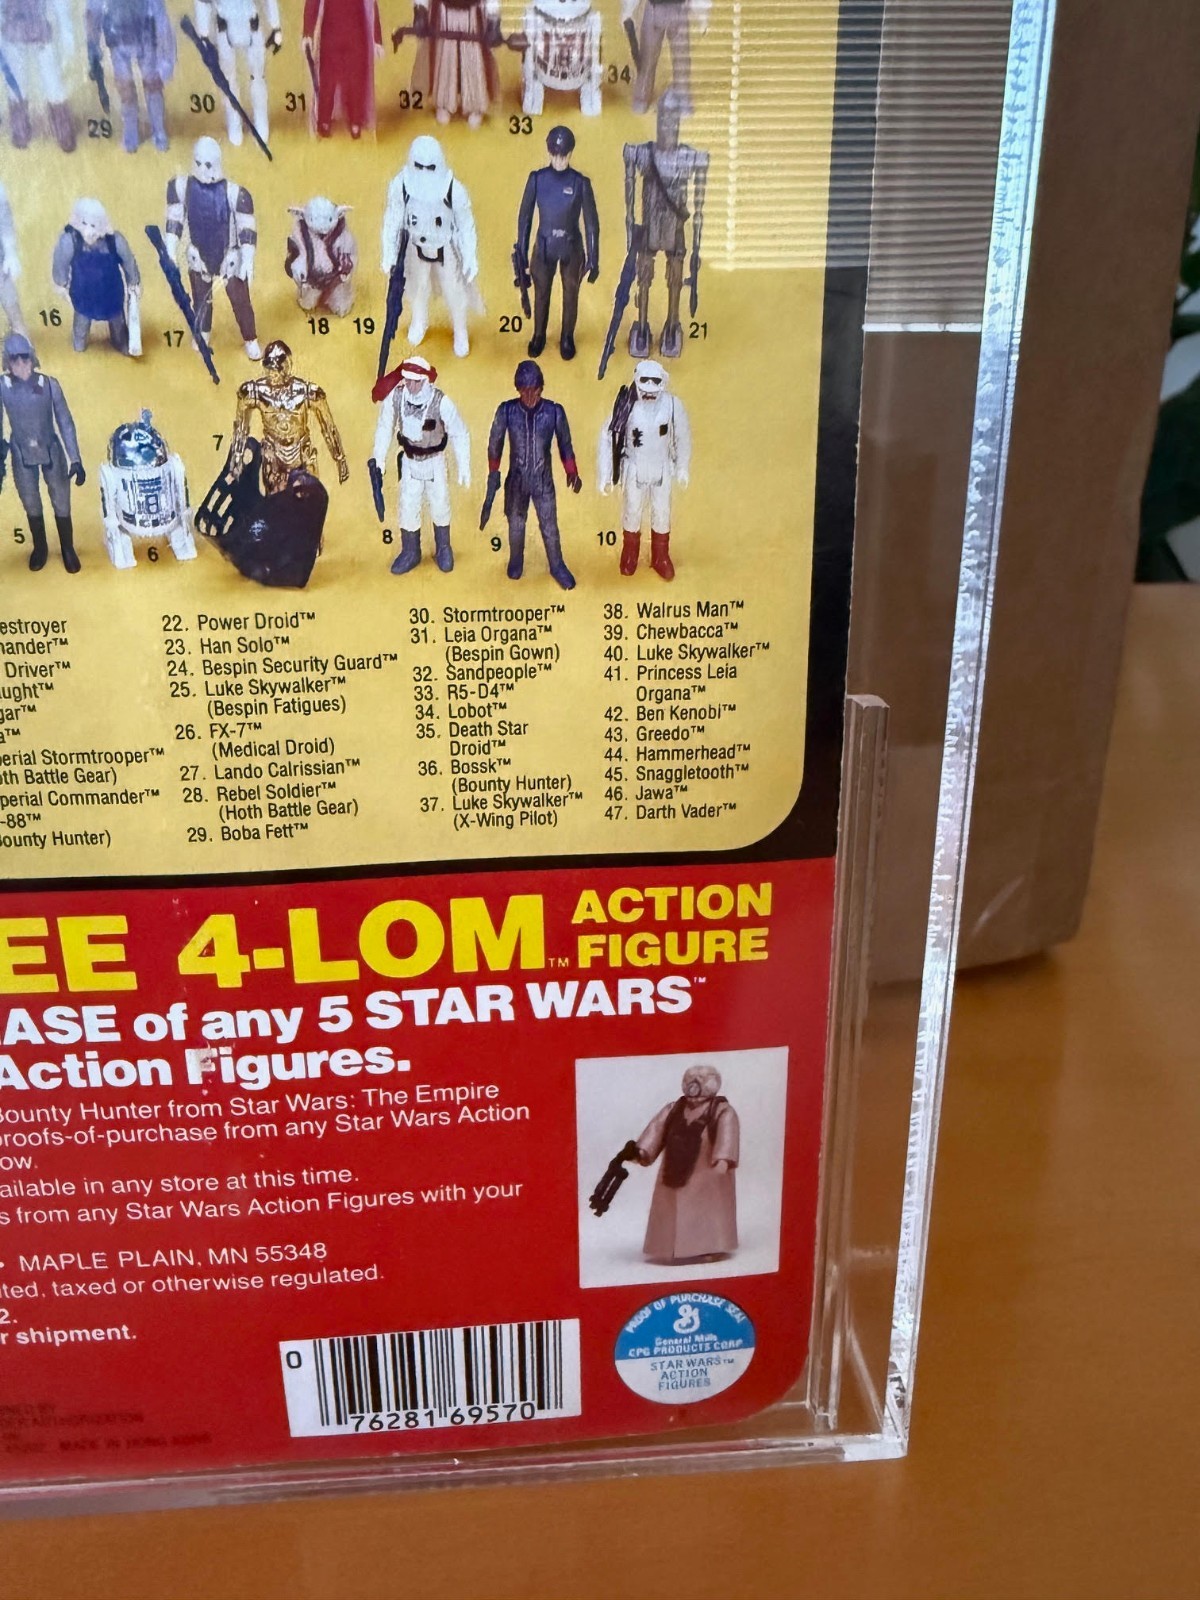 30
31
32
33
34
29
16
17
18
19
20
21
5
6
7
8
9
10
estroyer
mander™
Driver™
ught™
gar™
a™
erial Stormtrooper™
oth Battle Gear)
perial Commander™
-88™
ounty Hunter)
22. Power Droid™
23. Han Solo™
24. Bespin Security Guard™
25. Luke Skywalker™
(Bespin Fatigues)
26. FX-7™
(Medical Droid)
27. Lando Calrissian™
28. Rebel Soldier™
(Hoth Battle Gear)
29. Boba Fett™
30. Stormtrooper™
31. Leia Organa™
(Bespin Gown)
32. Sandpeople™
33. R5-D4™
34. Lobot™
35. Death Star
Droid™
36. Bossk™
(Bounty Hunter)
37. Luke Skywalker™
(X-Wing Pilot)
38. Walrus Man™
39. Chewbacca™
40. Luke Skywalker™
41. Princess Leia
Organa™
42. Ben Kenobi™
43. Greedo™
44. Hammerhead™
45. Snaggletooth™
46. Jawa™
47. Darth Vader™
EE 4-LOM™ ACTION
FIGURE
ASE of any 5 STAR WARS™
Action Figures.
Bounty Hunter from Star Wars: The Empire
proofs-of-purchase from any Star Wars Action
ow.
ailable in any store at this time.
s from any Star Wars Action Figures with your
• MAPLE PLAIN, MN 55348
ited, taxed or otherwise regulated.
2.
r shipment.
0 76281 69570
PROOF OF PURCHASE SEAL
General Mills
CPG PRODUCTS CORP
STAR WARS™
ACTION
FIGURES
MADE IN HONG KONG